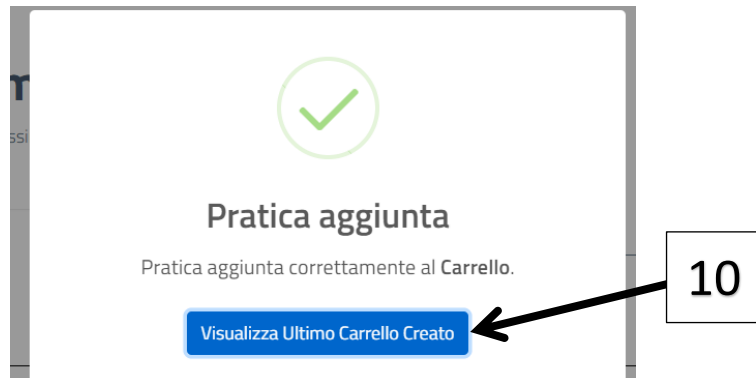 Pratica aggiunta
Pratica aggiunta correttamente al Carrello.
Visualizza Ultimo Carrello Creato
10